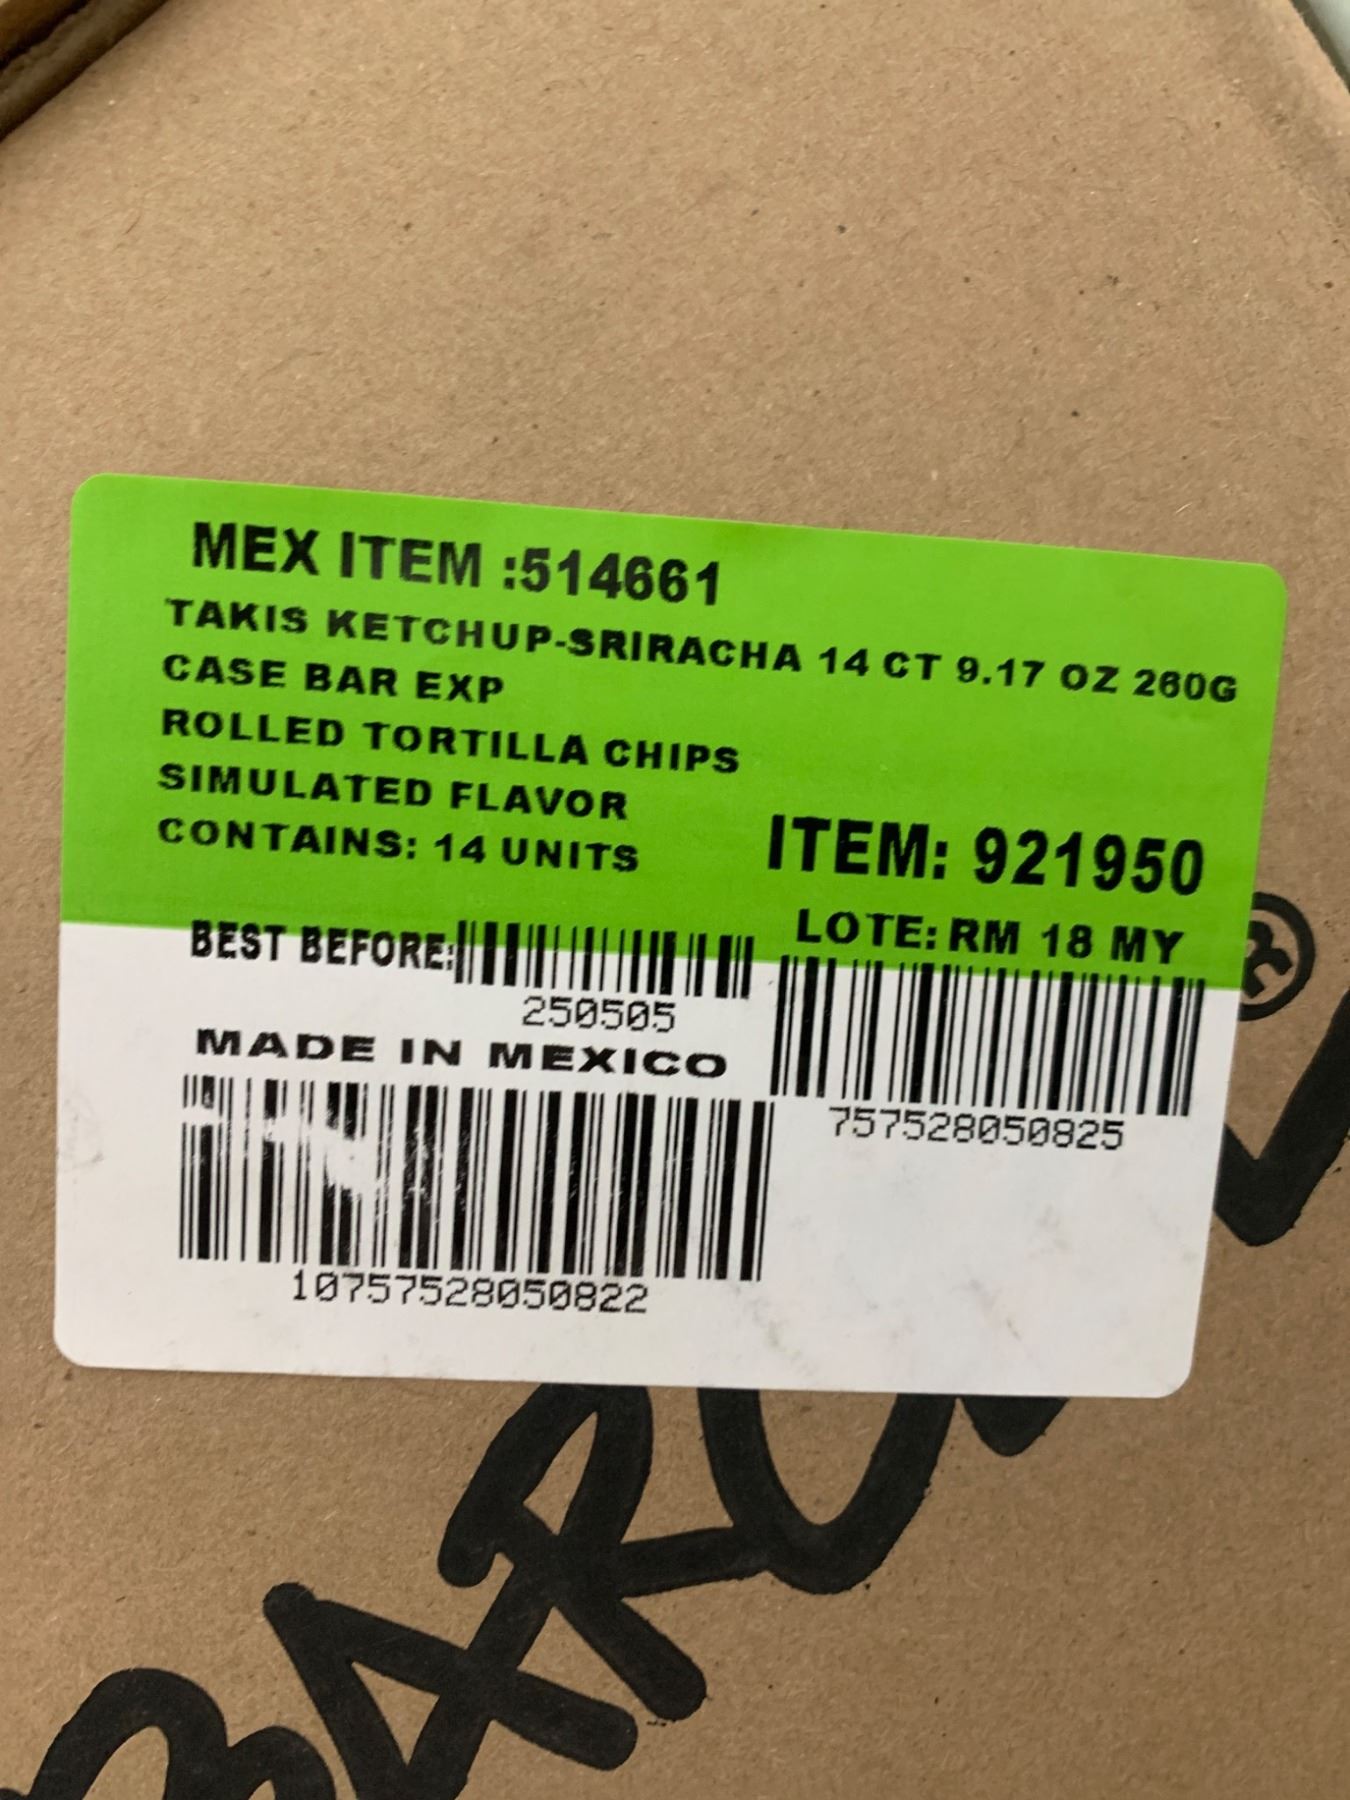 MEX ITEM :514661
TAKIS KETCHUP-SRIRACHA 14 CT 9.17 OZ 260G
CASE BAR EXP
ROLLED TORTILLA CHIPS
SIMULATED FLAVOR
CONTAINS: 14 UNITS
ITEM: 921950
LOTE: RM 18 MY
BEST BEFORE:
250505
MADE IN MEXICO
757528050825
10757528050822
®
BARCEL